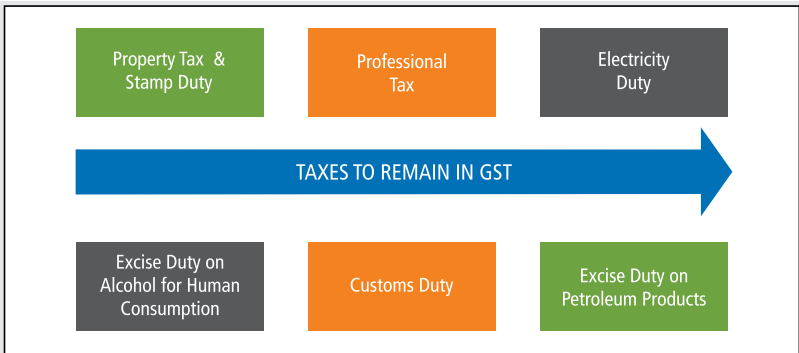 Property Tax &
Stamp Duty
Professional
Tax
Electricity
Duty
TAXES TO REMAIN IN GST
Excise Duty on
Alcohol for Human
Consumption
Customs Duty
Excise Duty on
Petroleum Products